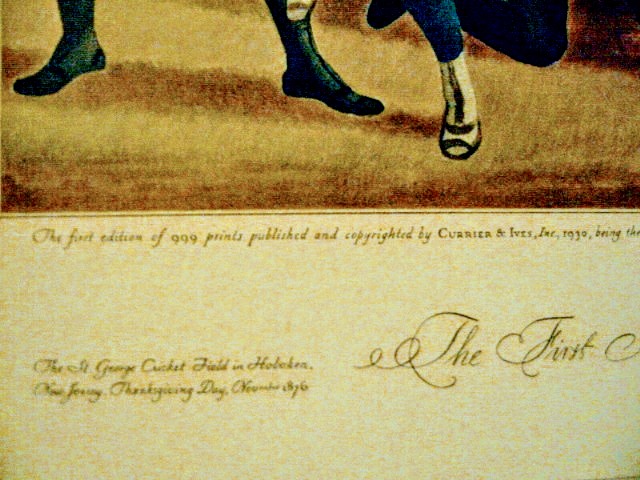 The first edition of 999 prints published and copyrighted by CURRIER & IVES, Inc, 1930, being the
The First
The St. George Cricket Field in Hoboken,
New Jersey, Thanksgiving Day, November 1876